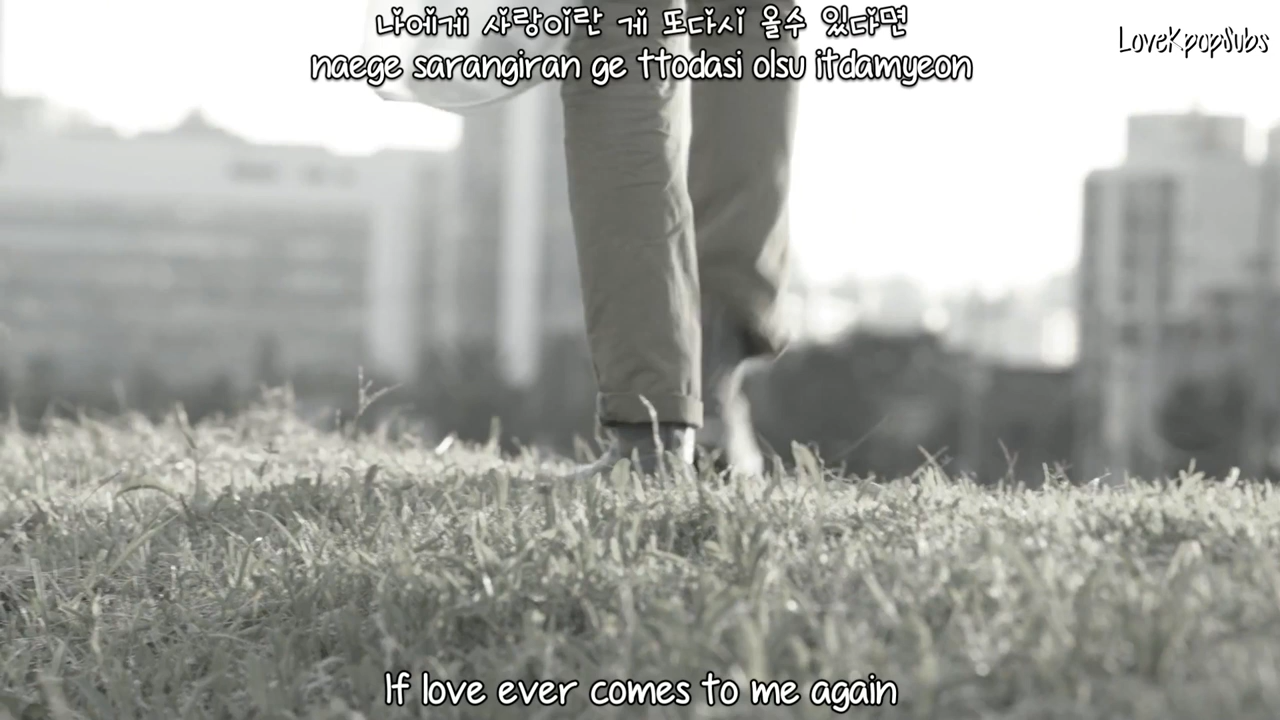 나에게 사랑이란 게 또다시 올수 있다면
naege sarangiran ge ttodasi olsu itdamyeon
LoveKpopSubs
If love ever comes to me again